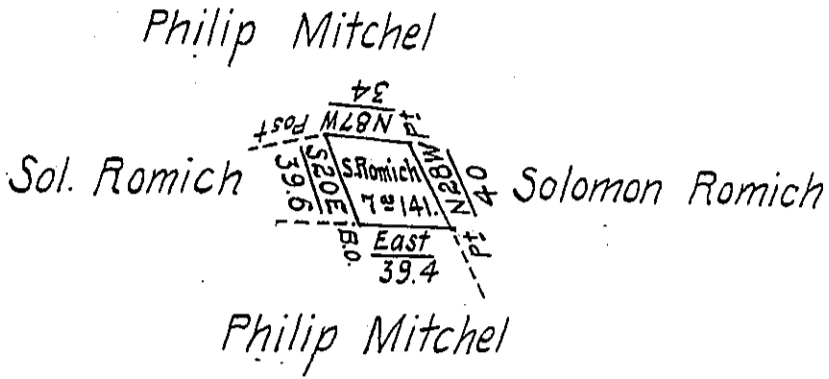 Philip Mitchel
34
N87W
Post
Pt.
Sol. Romich
S20E
39.6
S. Romich
7ª 141.
N28W
40
Solomon Romich
B.O.
East
39.4
Pt.
Philip Mitchel